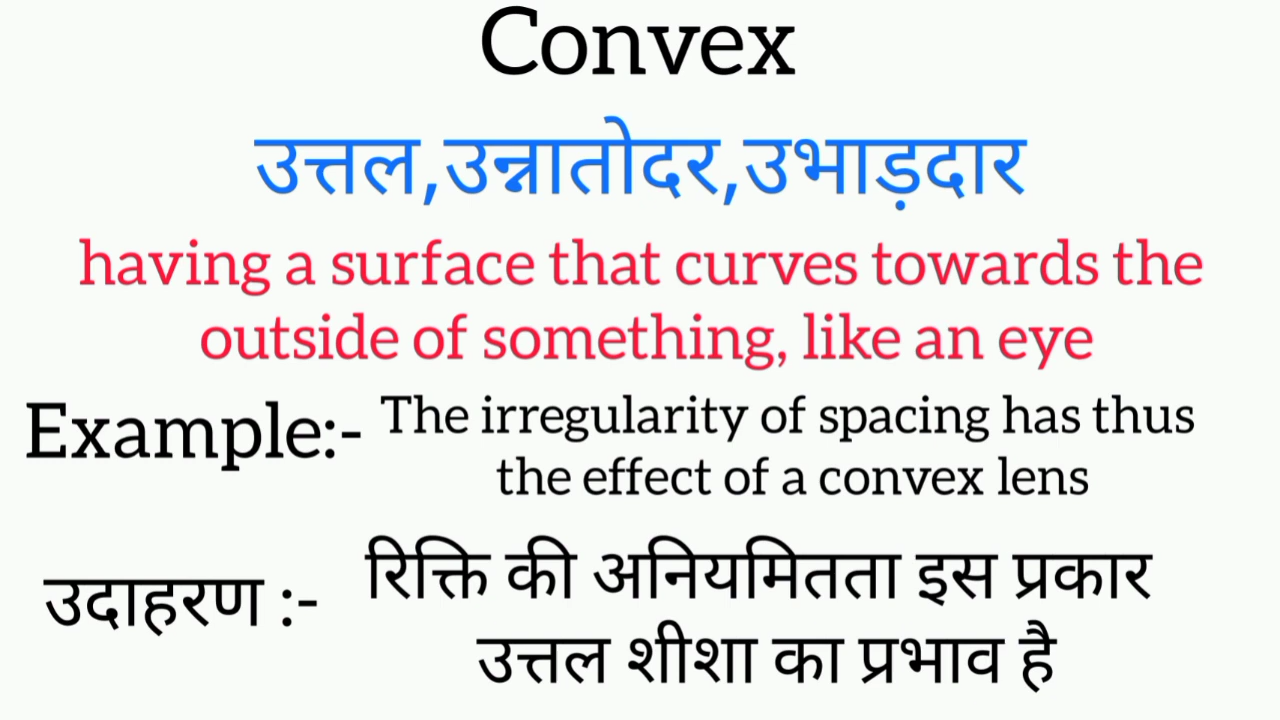 Convex
उत्तल,उन्नातोदर,उभाड़दार
having a surface that curves towards the
outside of something, like an eye
Example:- The irregularity of spacing has thus
the effect of a convex lens
उदाहरण :- रिक्ति की अनियमितता इस प्रकार
उत्तल शीशा का प्रभाव है